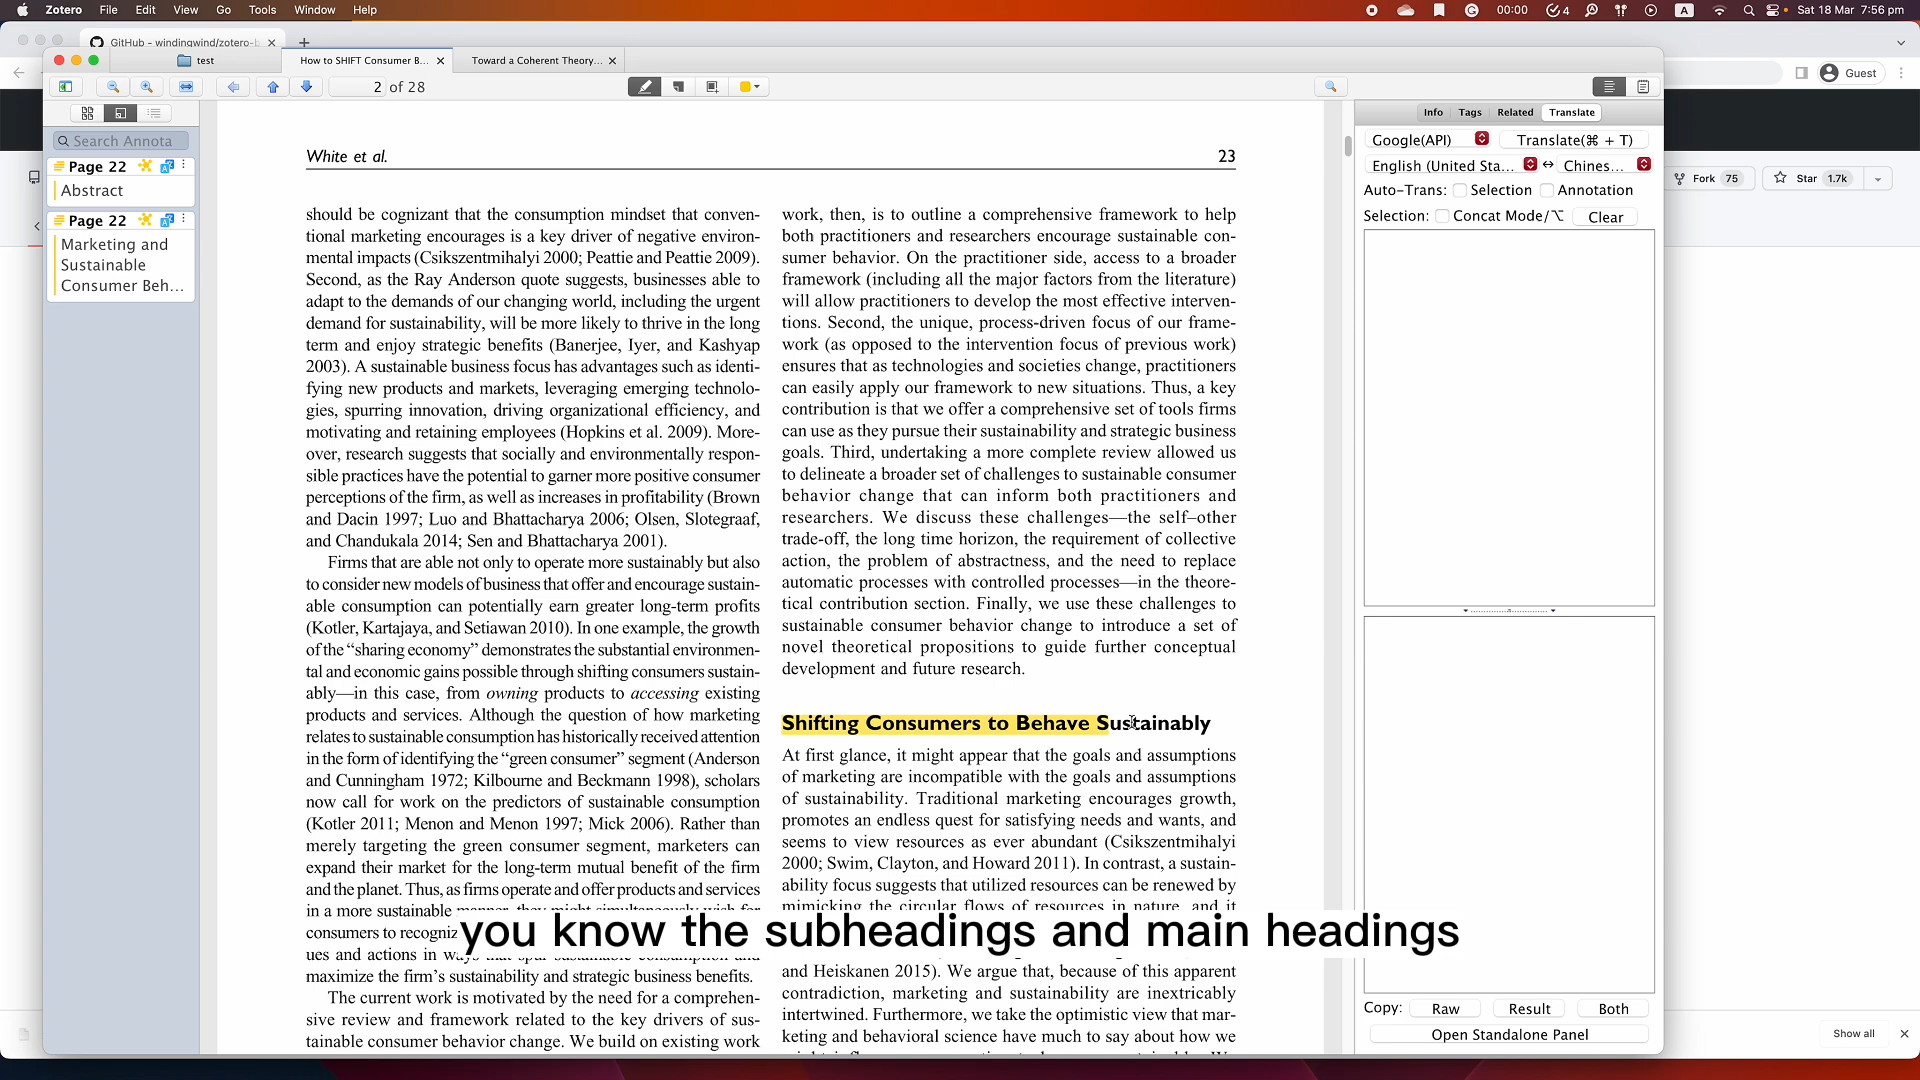 Zotero File Edit View Go Tools Window Help 00:00 4 A Sat 18 Mar 7:56 pm
GitHub - windingwind/zotero-b
test How to SHIFT Consumer B... Toward a Coherent Theory...
2 of 28
Guest
Info Tags Related Translate
Search Annota
Google(API) Translate(⌘ + T)
English (United Sta... Chines...
Auto-Trans: Selection Annotation
Selection: Concat Mode/⌥ Clear
Fork 75 Star 1.7k
Page 22
Abstract
Page 22
Marketing and
Sustainable
Consumer Beh...
White et al. 23
should be cognizant that the consumption mindset that conven-
tional marketing encourages is a key driver of negative environ-
mental impacts (Csikszentmihalyi 2000; Peattie and Peattie 2009).
Second, as the Ray Anderson quote suggests, businesses able to
adapt to the demands of our changing world, including the urgent
demand for sustainability, will be more likely to thrive in the long
term and enjoy strategic benefits (Banerjee, Iyer, and Kashyap
2003). A sustainable business focus has advantages such as identi-
fying new products and markets, leveraging emerging technolo-
gies, spurring innovation, driving organizational efficiency, and
motivating and retaining employees (Hopkins et al. 2009). More-
over, research suggests that socially and environmentally respon-
sible practices have the potential to garner more positive consumer
perceptions of the firm, as well as increases in profitability (Brown
and Dacin 1997; Luo and Bhattacharya 2006; Olsen, Slotegraaf,
and Chandukala 2014; Sen and Bhattacharya 2001).
Firms that are able not only to operate more sustainably but also
to consider new models of business that offer and encourage sustain-
able consumption can potentially earn greater long-term profits
(Kotler, Kartajaya, and Setiawan 2010). In one example, the growth
of the “sharing economy” demonstrates the substantial environmen-
tal and economic gains possible through shifting consumers sustain-
ably—in this case, from owning products to accessing existing
products and services. Although the question of how marketing
relates to sustainable consumption has historically received attention
in the form of identifying the “green consumer” segment (Anderson
and Cunningham 1972; Kilbourne and Beckmann 1998), scholars
now call for work on the predictors of sustainable consumption
(Kotler 2011; Menon and Menon 1997; Mick 2006). Rather than
merely targeting the green consumer segment, marketers can
expand their market for the long-term mutual benefit of the firm
and the planet. Thus, as firms operate and offer products and services
in a more sustainable manner, they might simultaneously wish for
consumers to recogniz
ues and actions in ways that spur sustainable consumption and
maximize the firm’s sustainability and strategic business benefits.
The current work is motivated by the need for a comprehen-
sive review and framework related to the key drivers of sus-
tainable consumer behavior change. We build on existing work
work, then, is to outline a comprehensive framework to help
both practitioners and researchers encourage sustainable con-
sumer behavior. On the practitioner side, access to a broader
framework (including all the major factors from the literature)
will allow practitioners to develop the most effective interven-
tions. Second, the unique, process-driven focus of our frame-
work (as opposed to the intervention focus of previous work)
ensures that as technologies and societies change, practitioners
can easily apply our framework to new situations. Thus, a key
contribution is that we offer a comprehensive set of tools firms
can use as they pursue their sustainability and strategic business
goals. Third, undertaking a more complete review allowed us
to delineate a broader set of challenges to sustainable consumer
behavior change that can inform both practitioners and
researchers. We discuss these challenges—the self–other
trade-off, the long time horizon, the requirement of collective
action, the problem of abstractness, and the need to replace
automatic processes with controlled processes—in the theore-
tical contribution section. Finally, we use these challenges to
sustainable consumer behavior change to introduce a set of
novel theoretical propositions to guide further conceptual
development and future research.
Shifting Consumers to Behave Sustainably
At first glance, it might appear that the goals and assumptions
of marketing are incompatible with the goals and assumptions
of sustainability. Traditional marketing encourages growth,
promotes an endless quest for satisfying needs and wants, and
seems to view resources as ever abundant (Csikszentmihalyi
2000; Swim, Clayton, and Howard 2011). In contrast, a sustain-
ability focus suggests that utilized resources can be renewed by
mimicking the circular flows of resources in nature, and it
and Heiskanen 2015). We argue that, because of this apparent
contradiction, marketing and sustainability are inextricably
intertwined. Furthermore, we take the optimistic view that mar-
keting and behavioral science have much to say about how we
you know the subheadings and main headings
Copy: Raw Result Both
Open Standalone Panel
Show all